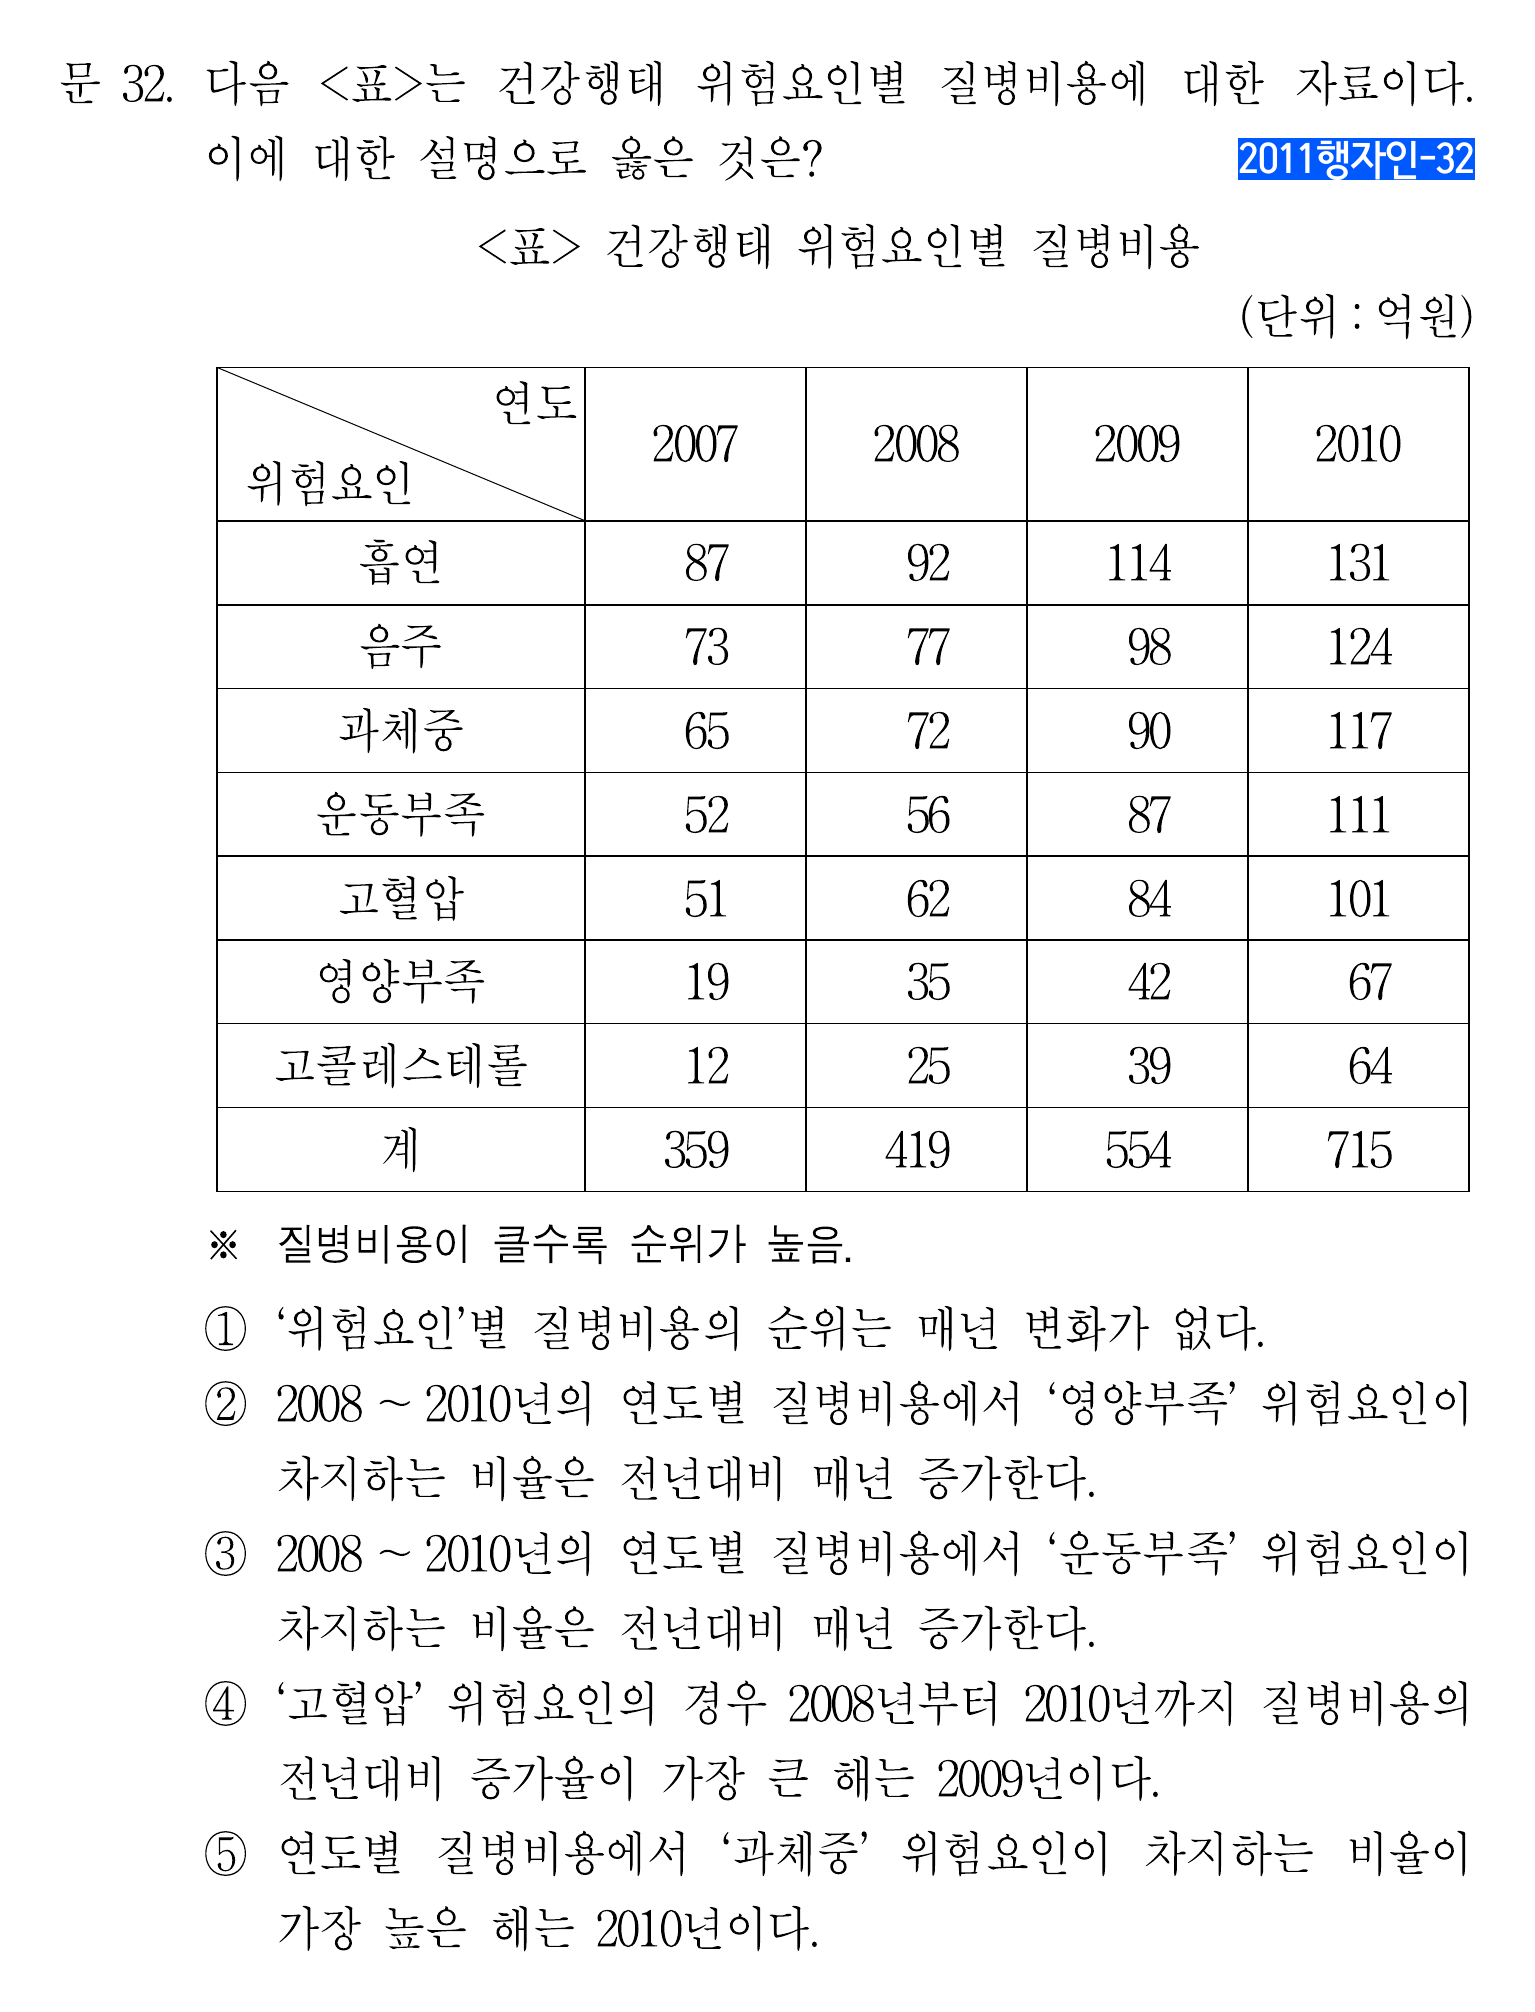 문 32. 다음 <표>는 건강행태 위험요인별 질병비용에 대한 자료이다.
이에 대한 설명으로 옳은 것은?
2011행자인-32
<표> 건강행태 위험요인별 질병비용
(단위 : 억원)
연도 2007 2008 2009 2010
위험요인
흡연 87 92 114 131
음주 73 77 98 124
과체중 65 72 90 117
운동부족 52 56 87 111
고혈압 51 62 84 101
영양부족 19 35 42 67
고콜레스테롤 12 25 39 64
계 359 419 554 715
※ 질병비용이 클수록 순위가 높음.
① ‘위험요인’별 질병비용의 순위는 매년 변화가 없다.
② 2008 ~ 2010년의 연도별 질병비용에서 ‘영양부족’ 위험요인이
차지하는 비율은 전년대비 매년 증가한다.
③ 2008 ~ 2010년의 연도별 질병비용에서 ‘운동부족’ 위험요인이
차지하는 비율은 전년대비 매년 증가한다.
④ ‘고혈압’ 위험요인의 경우 2008년부터 2010년까지 질병비용의
전년대비 증가율이 가장 큰 해는 2009년이다.
⑤ 연도별 질병비용에서 ‘과체중’ 위험요인이 차지하는 비율이
가장 높은 해는 2010년이다.